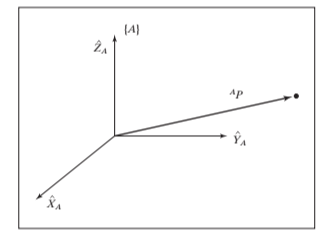 {A}
Ẑ_A
ᴬP
Ŷ_A
X̂_A